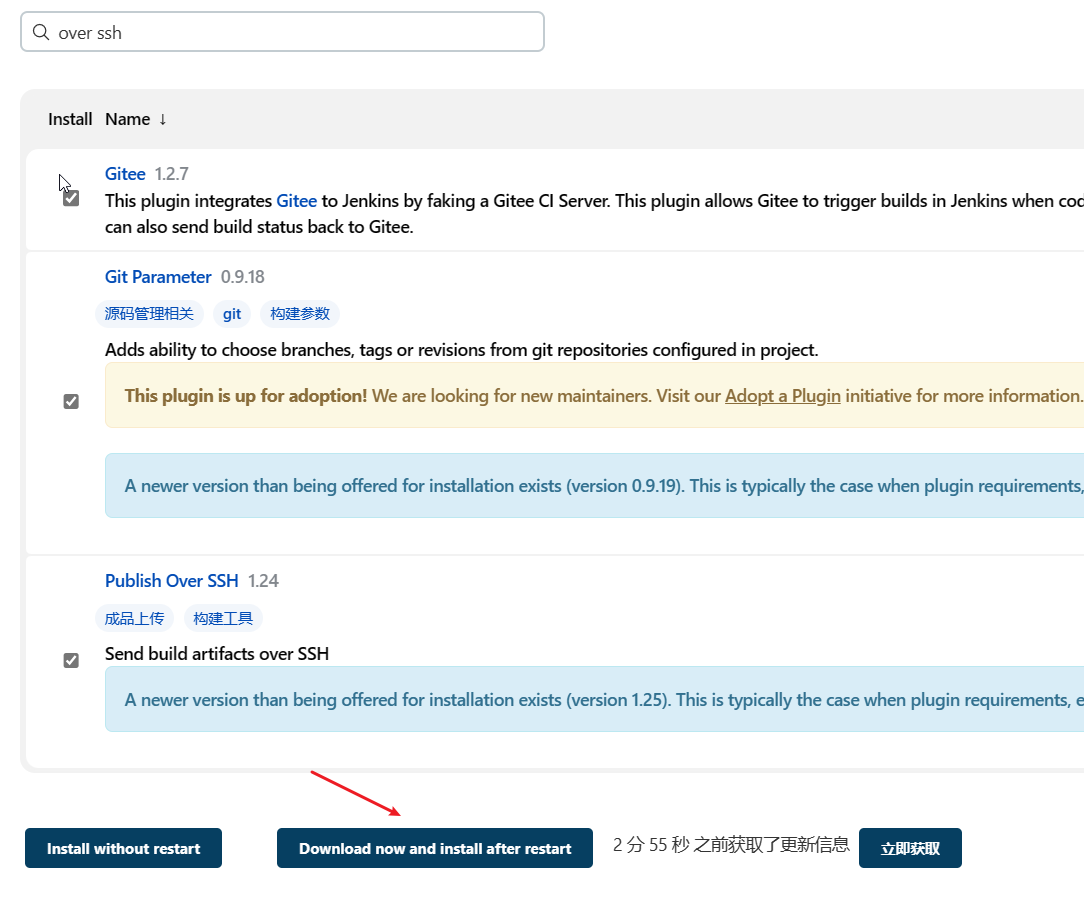 over ssh
Install Name ↓
Gitee 1.2.7
This plugin integrates Gitee to Jenkins by faking a Gitee CI Server. This plugin allows Gitee to trigger builds in Jenkins when cod
can also send build status back to Gitee.
Git Parameter 0.9.18
源码管理相关 git 构建参数
Adds ability to choose branches, tags or revisions from git repositories configured in project.
This plugin is up for adoption! We are looking for new maintainers. Visit our Adopt a Plugin initiative for more information.
A newer version than being offered for installation exists (version 0.9.19). This is typically the case when plugin requirements,
Publish Over SSH 1.24
成品上传 构建工具
Send build artifacts over SSH
A newer version than being offered for installation exists (version 1.25). This is typically the case when plugin requirements, e
Install without restart Download now and install after restart 2 分 55 秒 之前获取了更新信息 立即获取